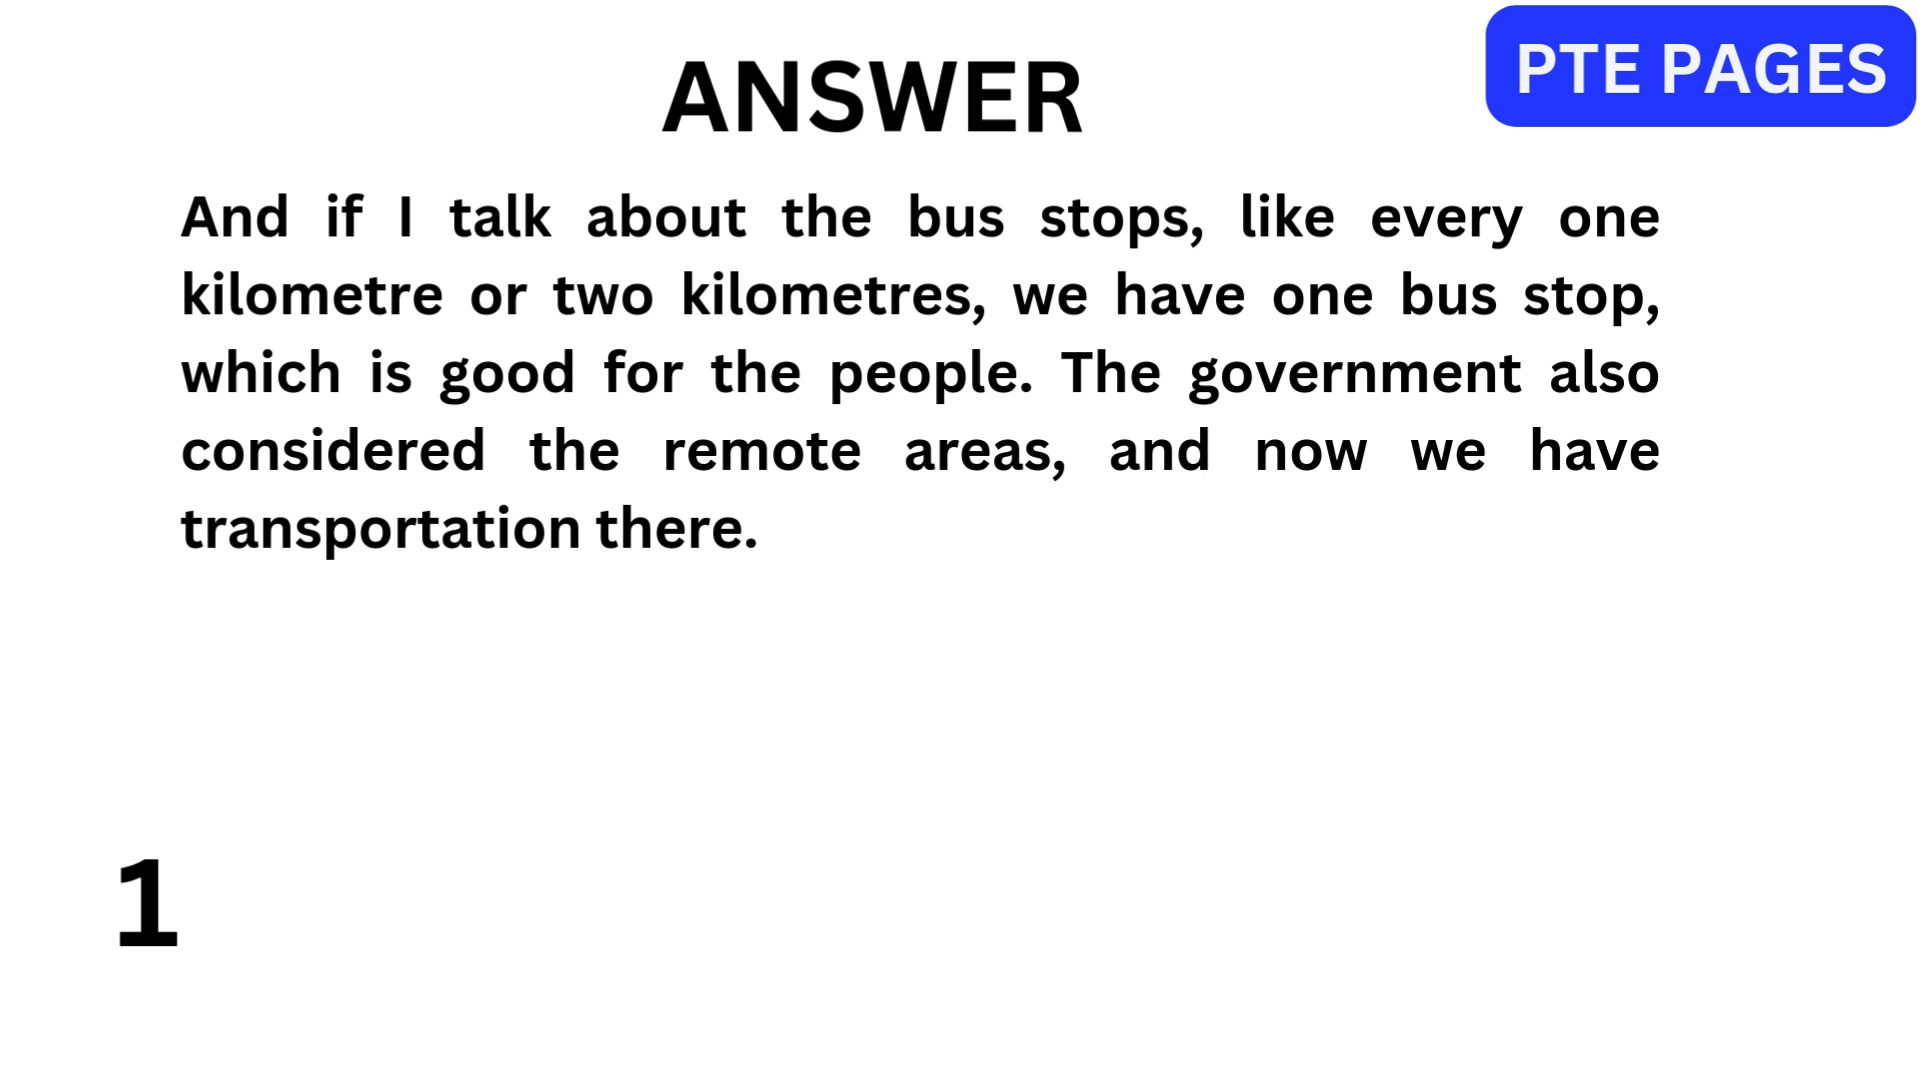 PTE PAGES
ANSWER
And if I talk about the bus stops, like every one
kilometre or two kilometres, we have one bus stop,
which is good for the people. The government also
considered the remote areas, and now we have
transportation there.
1